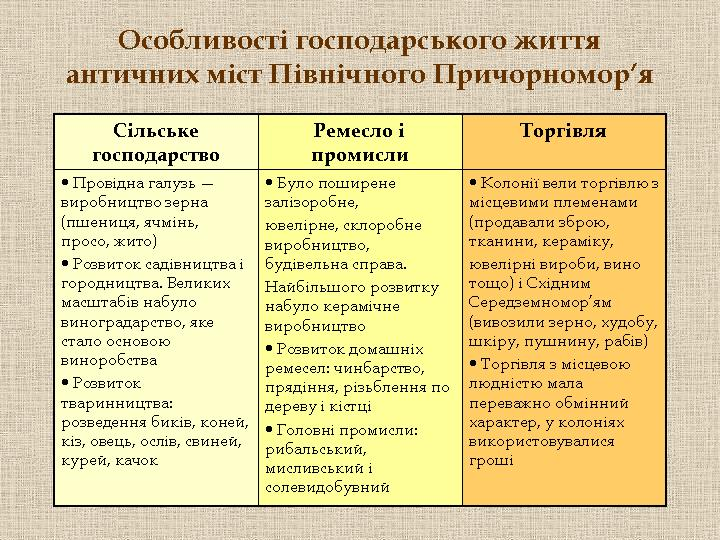 Особливості господарського життя
античних міст Північного Причорномор’я
Сільське
господарство
• Провідна галузь —
виробництво зерна
(пшениця, ячмінь,
просо, жито)
• Розвиток садівництва і
городництва. Великих
масштабів набуло
виноградарство, яке
стало основою
виноробства
• Розвиток
тваринництва:
розведення биків, коней,
кіз, овець, ослів, свиней,
курей, качок
Ремесло і
промисли
• Було поширене
залізоробне,
ювелірне, склоробне
виробництво,
будівельна справа.
Найбільшого розвитку
набуло керамічне
виробництво
• Розвиток домашніх
ремесел: чинбарство,
прядіння, різьблення по
дереву і кістці
• Головні промисли:
рибальський,
мисливський і
солевидобувний
Торгівля
• Колонії вели торгівлю з
місцевими племенами
(продавали зброю,
тканини, кераміку,
ювелірні вироби, вино
тощо) і Східним
Середземномор’ям
(вивозили зерно, худобу,
шкіру, пушнину, рабів)
• Торгівля з місцевою
людністю мала
переважно обмінний
характер, у колоніях
використовувалися
гроші